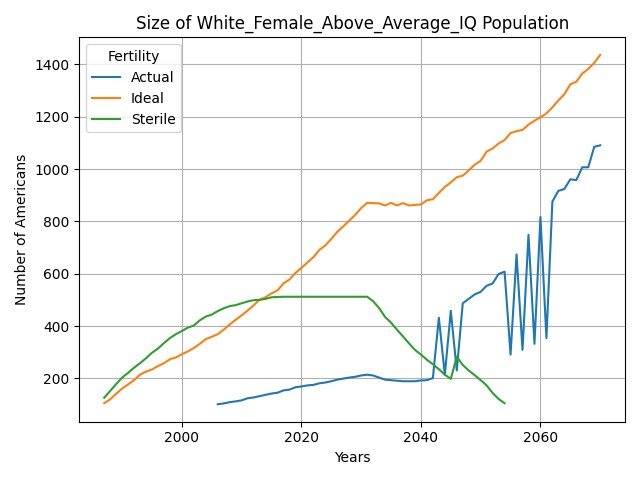 Size of White_Female_Above_Average_IQ Population
Fertility
Actual
Ideal
Sterile
Number of Americans
1400
1200
1000
800
600
400
200
2000
2020
2040
2060
Years